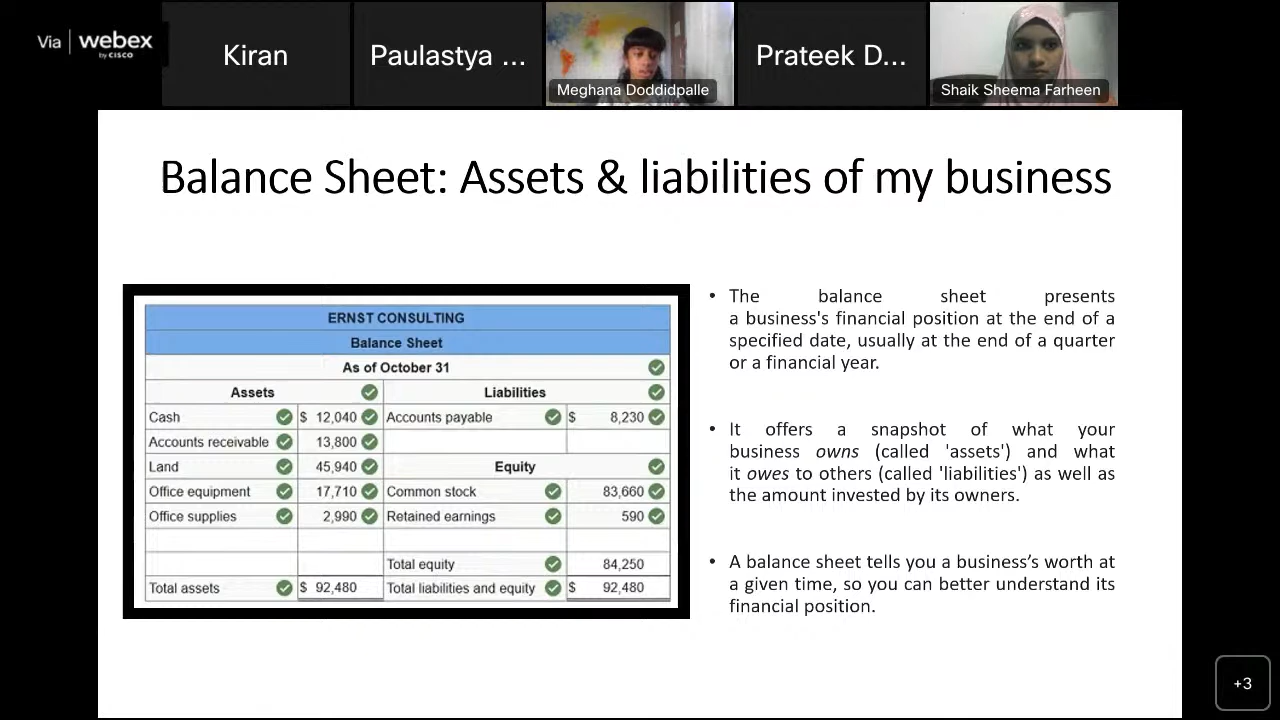 Via webex
by CISCO
Kiran
Paulastya ...
Meghana Doddidpalle
Prateek D...
Shaik Sheema Farheen
Balance Sheet: Assets & liabilities of my business
ERNST CONSULTING
Balance Sheet
As of October 31
Assets Liabilities
Cash $ 12,040 Accounts payable $ 8,230
Accounts receivable 13,800
Land 45,940 Equity
Office equipment 17,710 Common stock 83,660
Office supplies 2,990 Retained earnings 590
Total equity 84,250
Total assets $ 92,480 Total liabilities and equity $ 92,480
• The balance sheet presents
a business's financial position at the end of a
specified date, usually at the end of a quarter
or a financial year.
• It offers a snapshot of what your
business owns (called 'assets') and what
it owes to others (called 'liabilities') as well as
the amount invested by its owners.
• A balance sheet tells you a business’s worth at
a given time, so you can better understand its
financial position.
+3